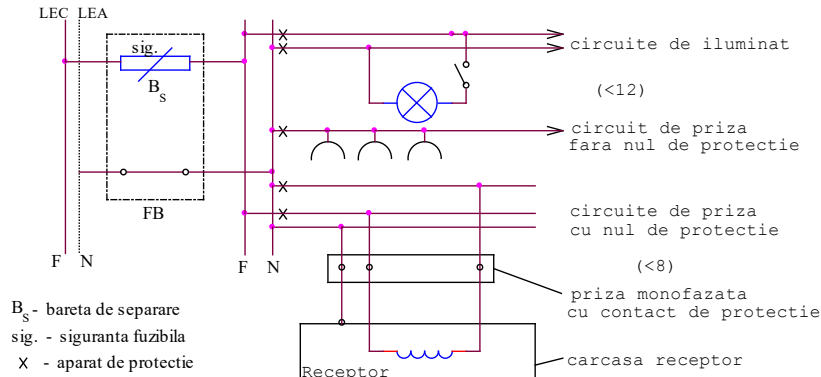 LEC LEA
sig.
B_S
FB
F N
F N
circuite de iluminat
(<12)
circuit de priza
fara nul de protectie
circuite de priza
cu nul de protectie
(<8)
priza monofazata
cu contact de protectie
carcasa receptor
Receptor
B_S - bareta de separare
sig. - siguranta fuzibila
X - aparat de protectie